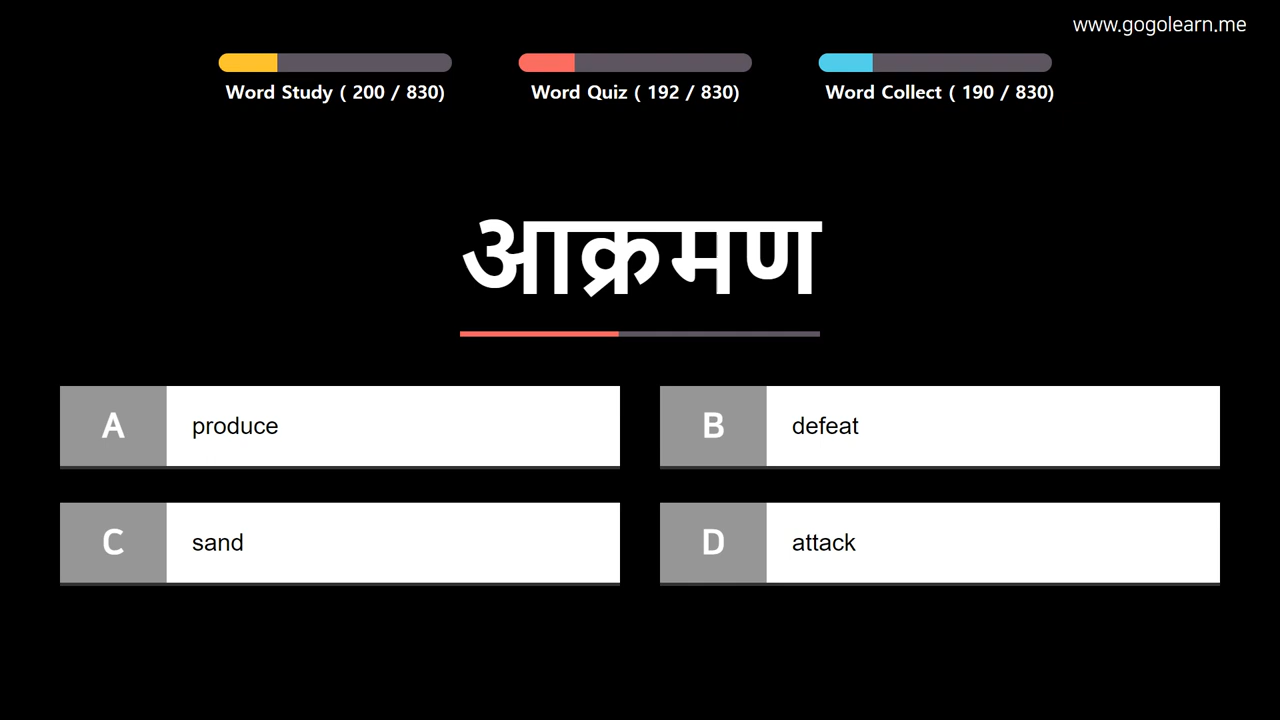 www.gogolearn.me
Word Study ( 200 / 830)
Word Quiz ( 192 / 830)
Word Collect ( 190 / 830)
आक्रमण
A produce
B defeat
C sand
D attack